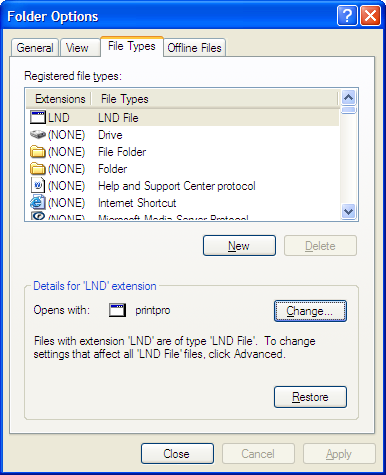 Folder Options
General View File Types Offline Files
Registered file types:
Extensions File Types
LND LND File
(NONE) Drive
(NONE) File Folder
(NONE) Folder
(NONE) Help and Support Center protocol
(NONE) Internet Shortcut
(NONE) Microsoft Media Server Protocol
New Delete
Details for 'LND' extension
Opens with: printpro Change...
Files with extension 'LND' are of type 'LND File'. To change
settings that affect all 'LND File' files, click Advanced.
Restore
Close Cancel Apply